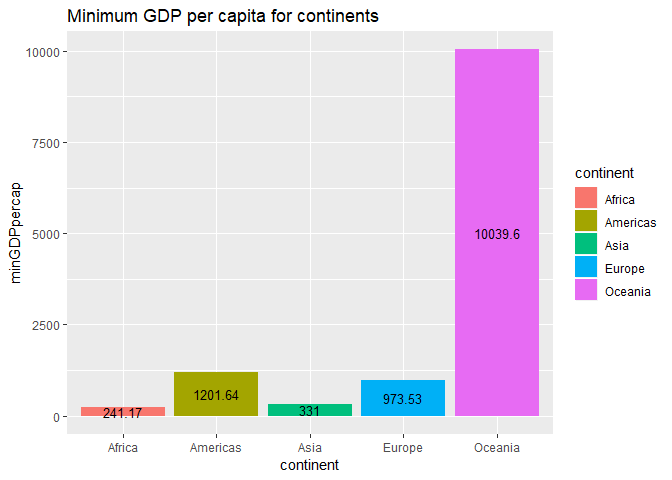 Minimum GDP per capita for continents
10000
7500
5000
2500
0
minGDPpercap
241.17
1201.64
331
973.53
10039.6
Africa
Americas
Asia
Europe
Oceania
continent
continent
Africa
Americas
Asia
Europe
Oceania